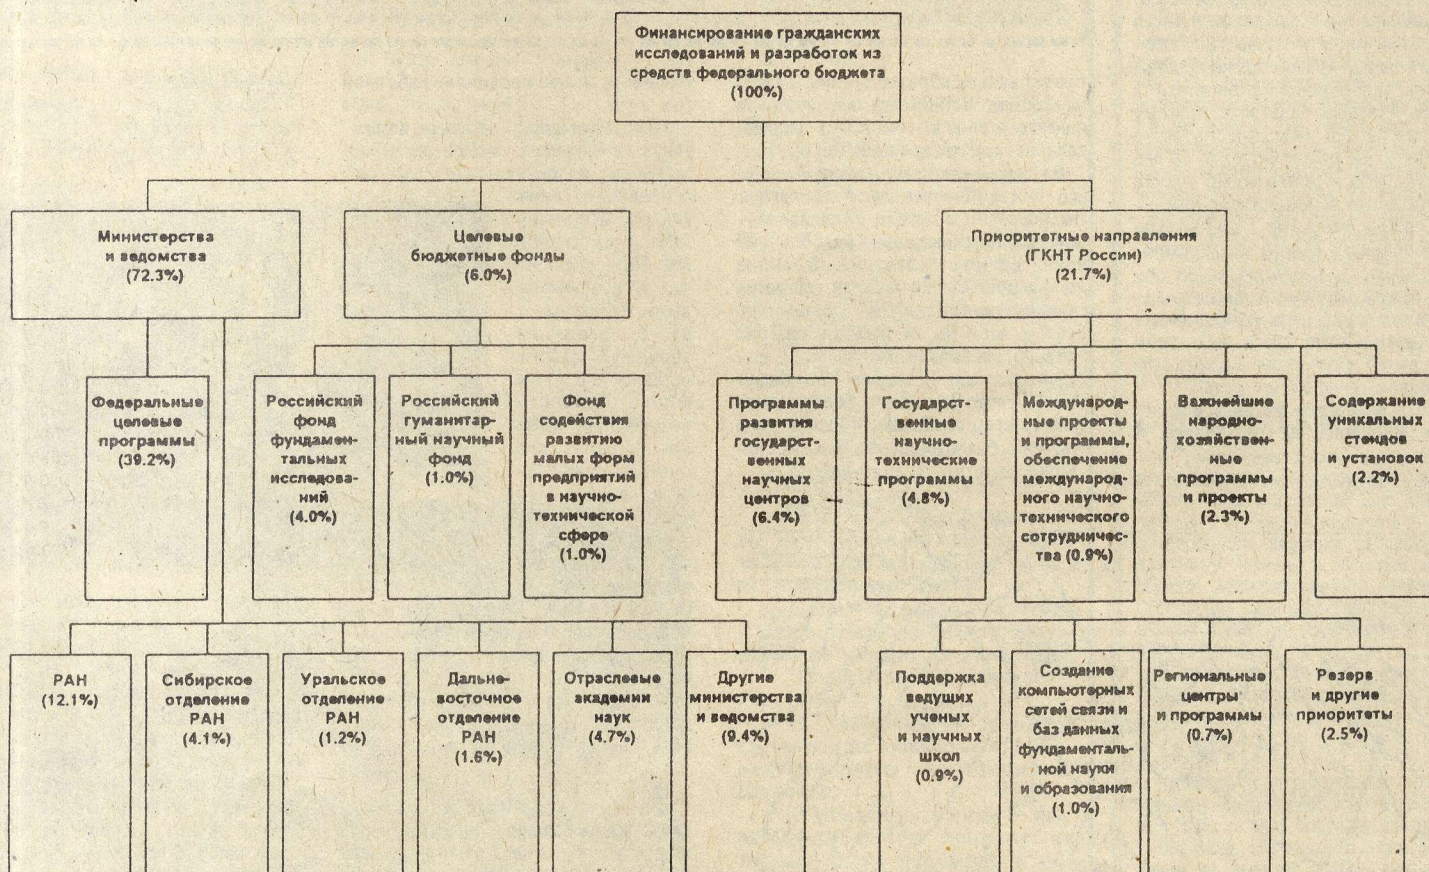 Финансирование гражданских
исследований и разработок из
средств федерального бюджета
(100%)
Министерства
и ведомства
(72.3%)
Целевые
бюджетные фонды
(6.0%)
Приоритетные направления
(ГКНТ России)
(21.7%)
Федеральные
целевые
программы
(39.2%)
Российский
фонд
фундамен-
тальных
исследова-
ний
(4.0%)
Российский
гуманитар-
ный научный
фонд
(1.0%)
Фонд
содействия
развитию
малых форм
предприятий
в научно-
технической
сфере
(1.0%)
Программы
развития
государст-
венных
научных
центров
(6.4%)
Государст-
венные
научно-
технические
программы
(4.8%)
Международ-
ные проекты
и программы,
обеспечение
международ-
ного научно-
технического
сотрудничес-
тва (0.9%)
Важнейшие
народно-
хозяйствен-
ные
программы
и проекты
(2.3%)
Содержание
уникальных
стендов
и установок
(2.2%)
РАН
(12.1%)
Сибирское
отделение
РАН
(4.1%)
Уральское
отделение
РАН
(1.2%)
Дальне-
восточное
отделение
РАН
(1.6%)
Отраслевые
академии
наук
(4.7%)
Другие
министерства
и ведомства
(9.4%)
Поддержка
ведущих
ученых
и научных
школ
(0.9%)
Создание
компьютерных
сетей связи и
баз данных
фундаменталь-
ной науки
и образования
(1.0%)
Региональные
центры
и программы
(0.7%)
Резерв
и другие
приоритеты
(2.5%)